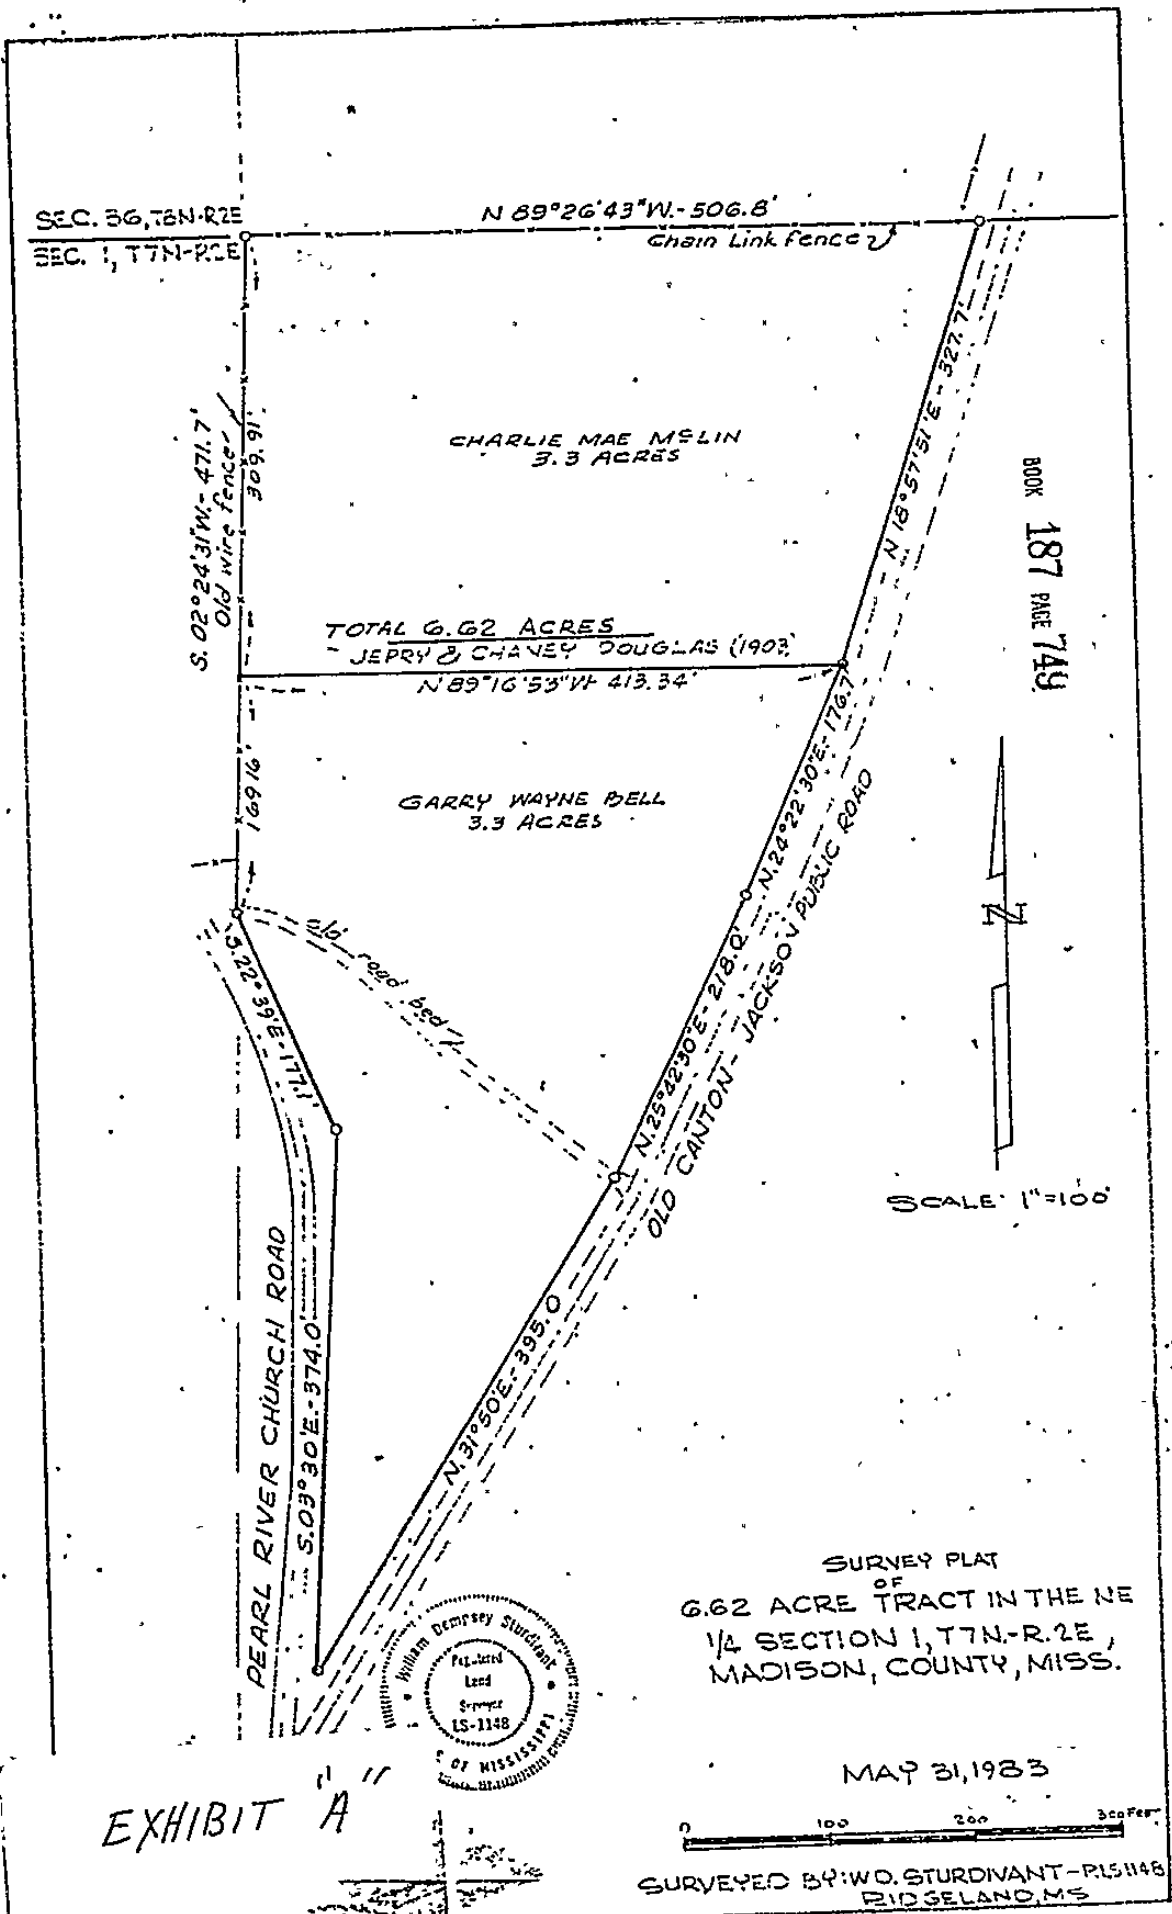 SEC. 36, T8N-R2E
SEC. 1, T7N-R2E
N 89°26'43"W.-506.8'
Chain Link fence
S. 02°24'31"W.-471.7'
Old wire fence
309.91'
CHARLIE MAE McLIN
3.3 ACRES
N 18°57'51"E - 327.7'
BOOK 187 PAGE 749
TOTAL 6.62 ACRES
JERRY & CHANEY DOUGLAS (1903)
N 89°16'53"W 413.34'
169.16'
GARRY WAYNE BELL
3.3 ACRES
N. 24°22'30"E.-176.7'
old road bed
S. 22°39'E-177.1'
N. 25°42'30"E - 218.0'
OLD CANTON - JACKSON PUBLIC ROAD
N
SCALE: 1"=100'
PEARL RIVER CHURCH ROAD
S. 03°30'E.-374.0'
N. 31°50'E.-395.0
SURVEY PLAT
OF
6.62 ACRE TRACT IN THE NE
1/4 SECTION 1, T7N.-R.2E,
MADISON, COUNTY, MISS.
William Dempsey Sturdivant
Registered
Land
Surveyor
LS-1148
OF MISSISSIPPI
MAY 31, 1983
EXHIBIT "A"
0 100 200 300 FEET
SURVEYED BY: W.D. STURDIVANT - RLS 1148
RIDGELAND, MS